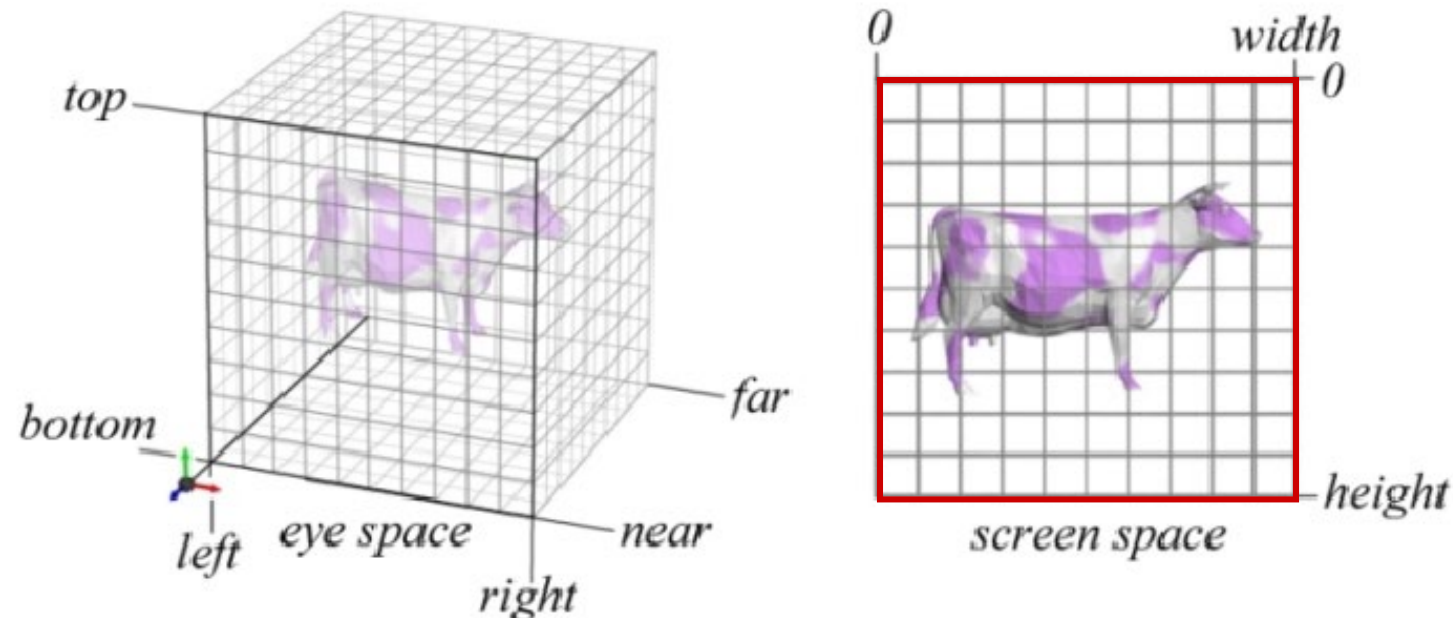 top
bottom
left
eye space
right
near
far
0
width
0
height
screen space